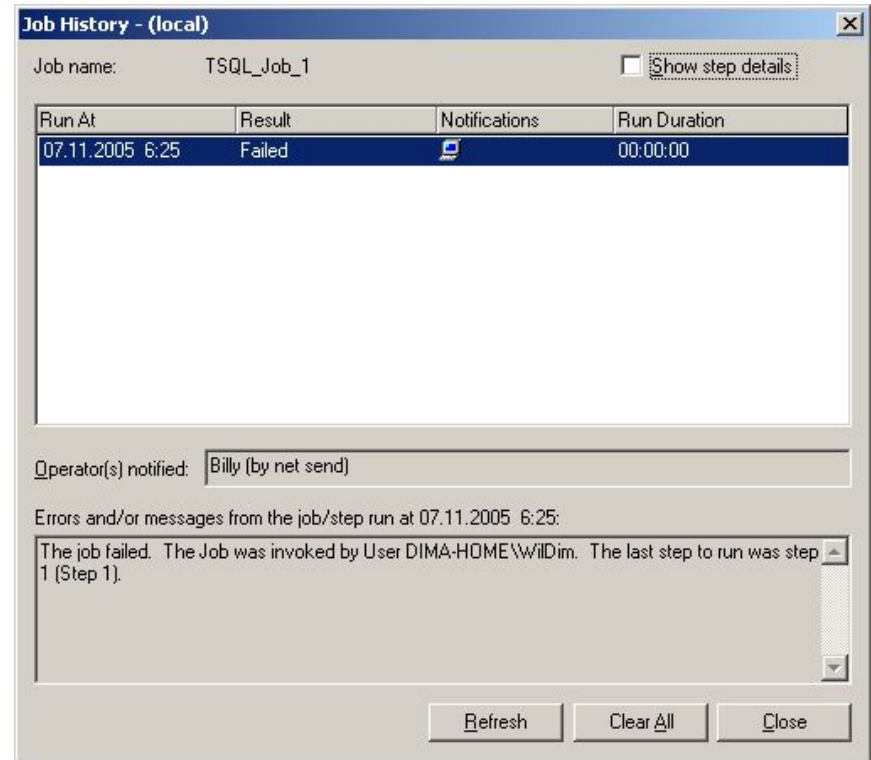 Job History - (local)
Job name: TSQL_Job_1 Show step details
Run At Result Notifications Run Duration
07.11.2005 6:25 Failed 00:00:00
Operator(s) notified: Billy (by net send)
Errors and/or messages from the job/step run at 07.11.2005 6:25:
The job failed. The Job was invoked by User DIMA-HOME\WilDim. The last step to run was step
1 (Step 1).
Refresh Clear All Close